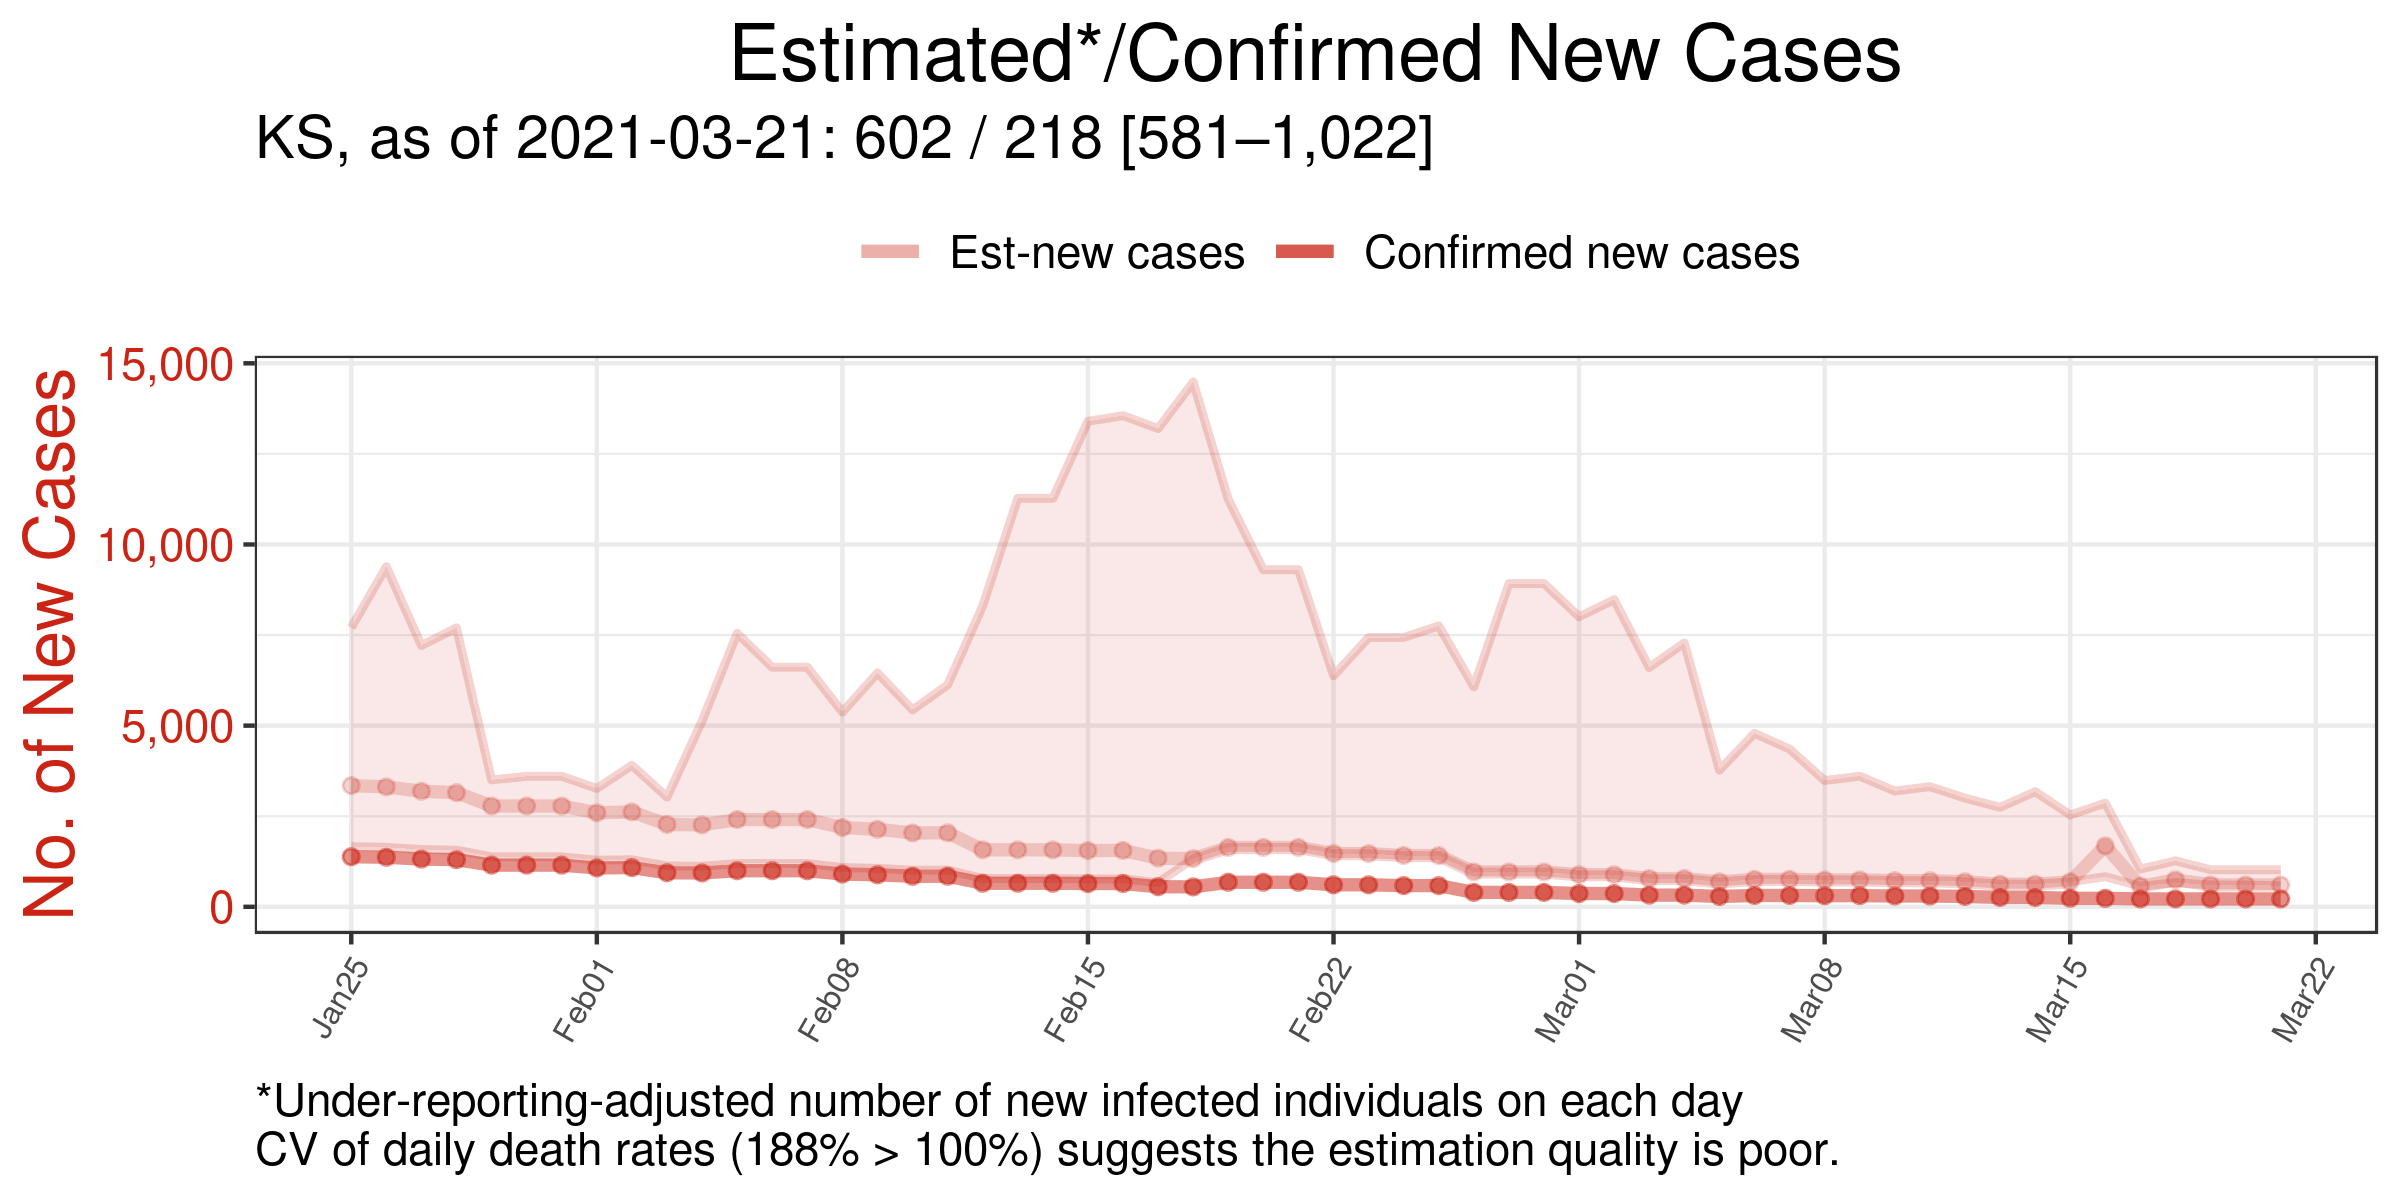 Estimated*/Confirmed New Cases
KS, as of 2021-03-21: 602 / 218 [581–1,022]
Est-new cases Confirmed new cases
No. of New Cases
15,000
10,000
5,000
0
Jan25 Feb01 Feb08 Feb15 Feb22 Mar01 Mar08 Mar15 Mar22
*Under-reporting-adjusted number of new infected individuals on each day
CV of daily death rates (188% > 100%) suggests the estimation quality is poor.